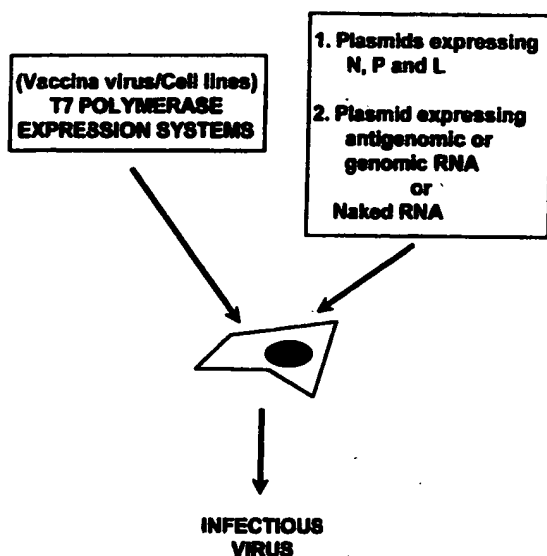 (Vaccina virus/Cell lines)
T7 POLYMERASE
EXPRESSION SYSTEMS
1. Plasmids expressing
N, P and L
2. Plasmid expressing
antigenomic or
genomic RNA
or
Naked RNA
INFECTIOUS
VIRUS